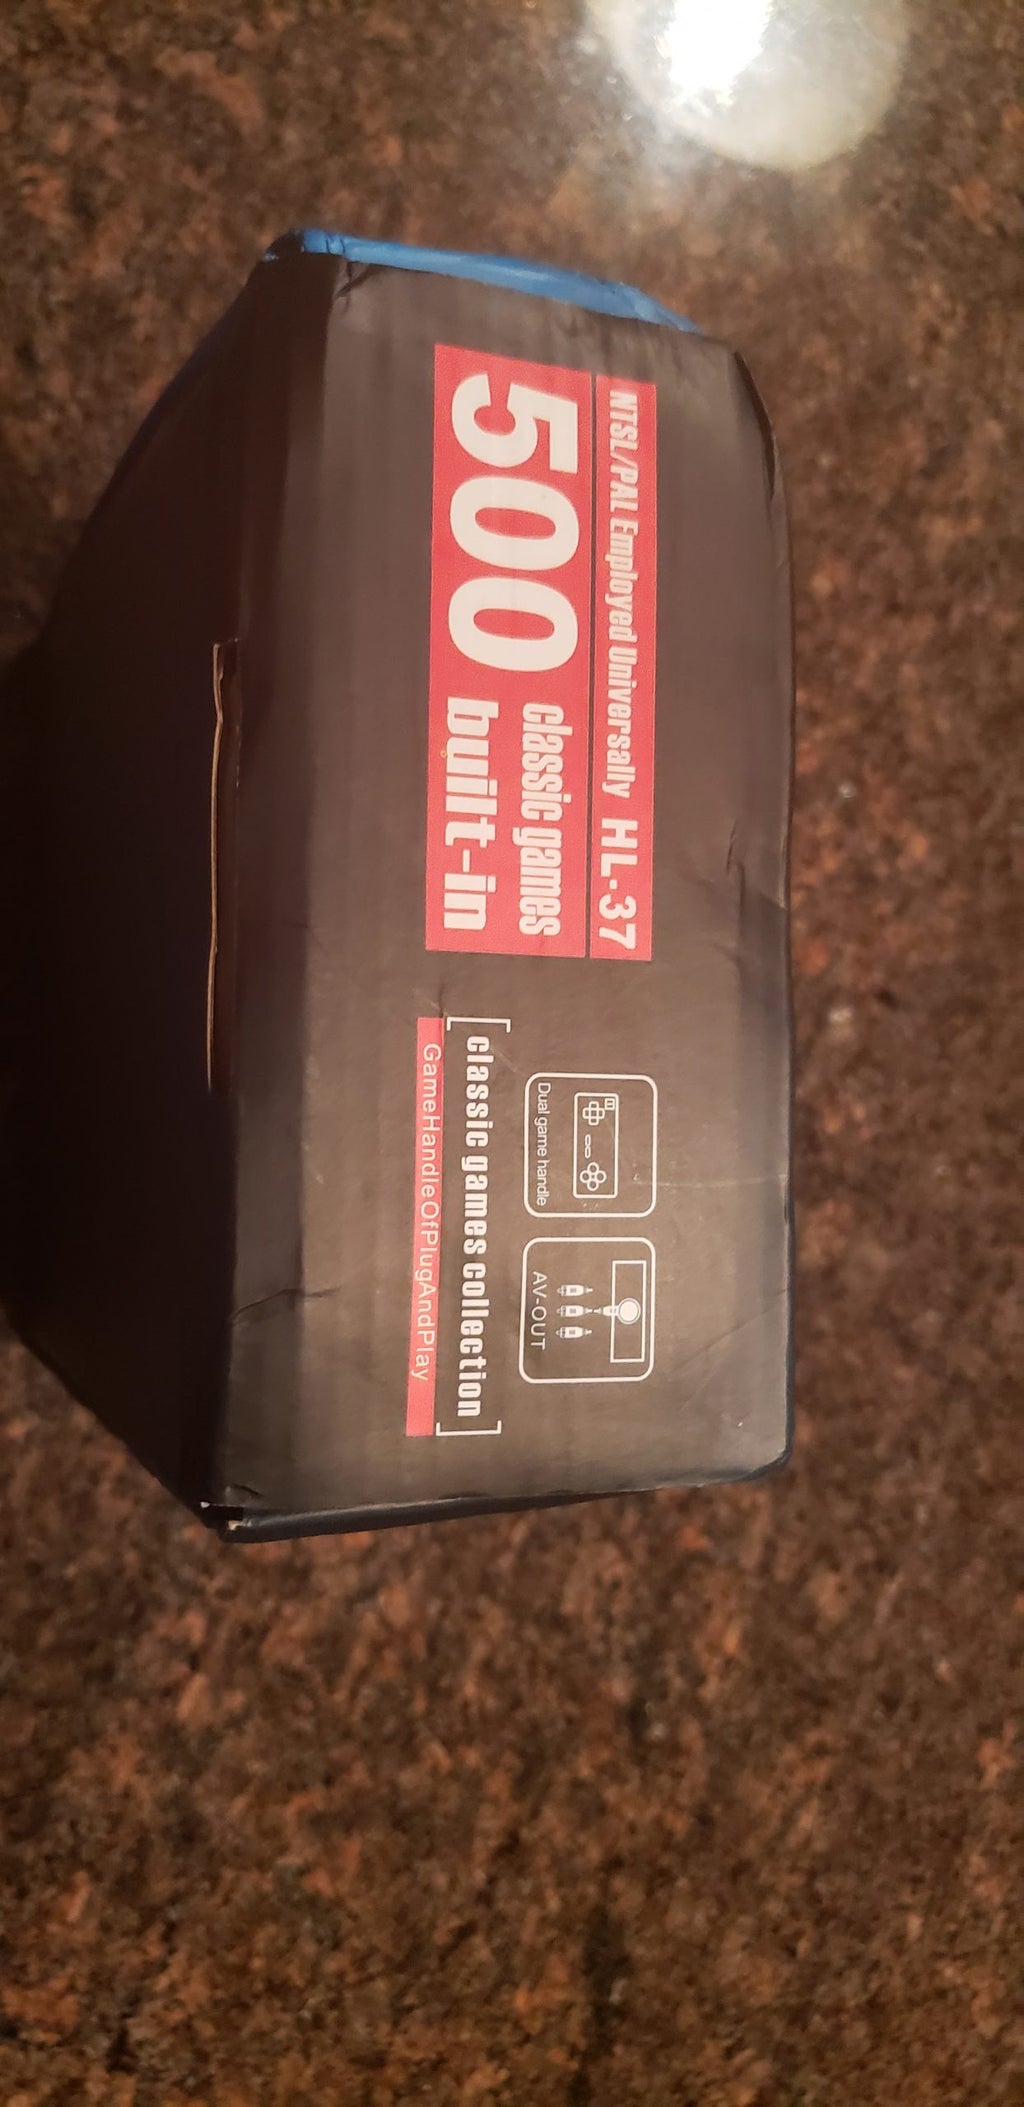 NTSL/PAL Employed Universally HL·37
500 classic games
built-in
Dual game handle
AV-OUT
[classic games collection]
GameHandleOfPlugAndPlay